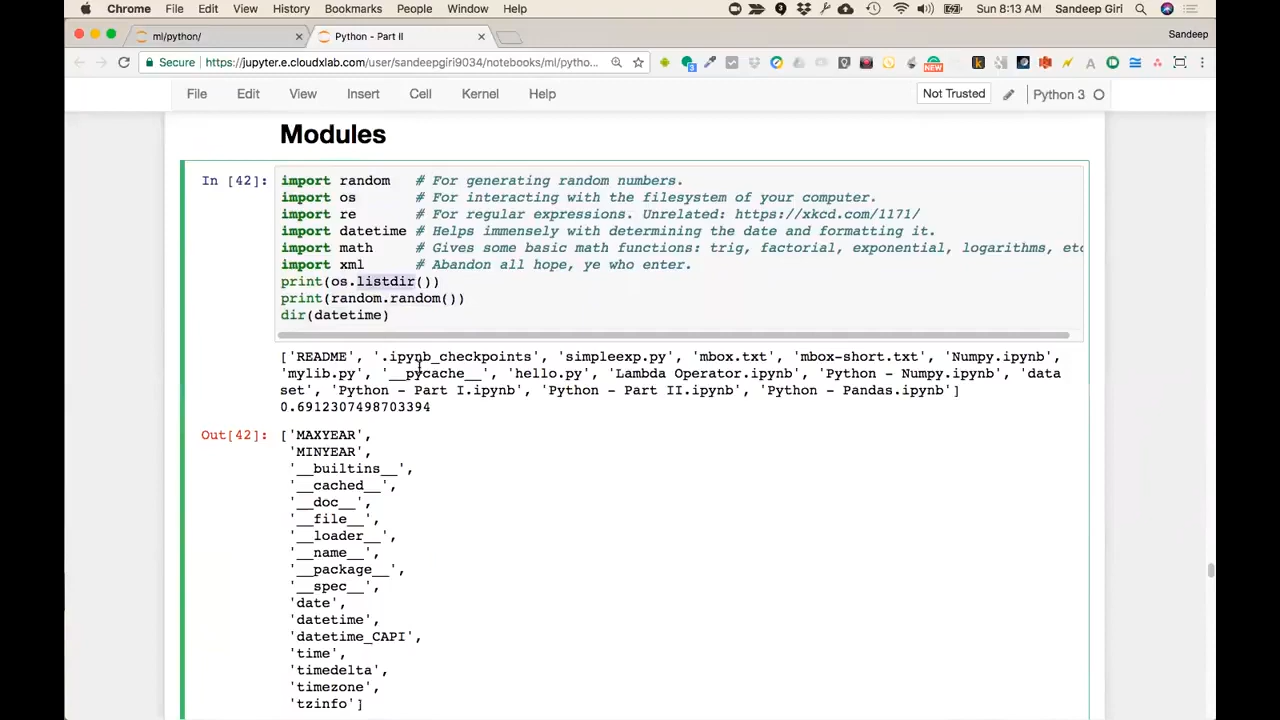 Chrome File Edit View History Bookmarks People Window Help Sun 8:13 AM Sandeep Giri
ml/python/ Python - Part II Sandeep
Secure https://jupyter.e.cloudxlab.com/user/sandeepgiri9034/notebooks/ml/pytho... NEW
File Edit View Insert Cell Kernel Help Not Trusted Python 3
Modules
In [42]: import random # For generating random numbers.
import os # For interacting with the filesystem of your computer.
import re # For regular expressions. Unrelated: https://xkcd.com/1171/
import datetime # Helps immensely with determining the date and formatting it.
import math # Gives some basic math functions: trig, factorial, exponential, logarithms, etc
import xml # Abandon all hope, ye who enter.
print(os.listdir())
print(random.random())
dir(datetime)
['README', '.ipynb_checkpoints', 'simpleexp.py', 'mbox.txt', 'mbox-short.txt', 'Numpy.ipynb',
'mylib.py', '__pycache__', 'hello.py', 'Lambda Operator.ipynb', 'Python - Numpy.ipynb', 'data
set', 'Python - Part I.ipynb', 'Python - Part II.ipynb', 'Python - Pandas.ipynb']
0.6912307498703394
Out[42]: ['MAXYEAR',
'MINYEAR',
'__builtins__',
'__cached__',
'__doc__',
'__file__',
'__loader__',
'__name__',
'__package__',
'__spec__',
'date',
'datetime',
'datetime_CAPI',
'time',
'timedelta',
'timezone',
'tzinfo']